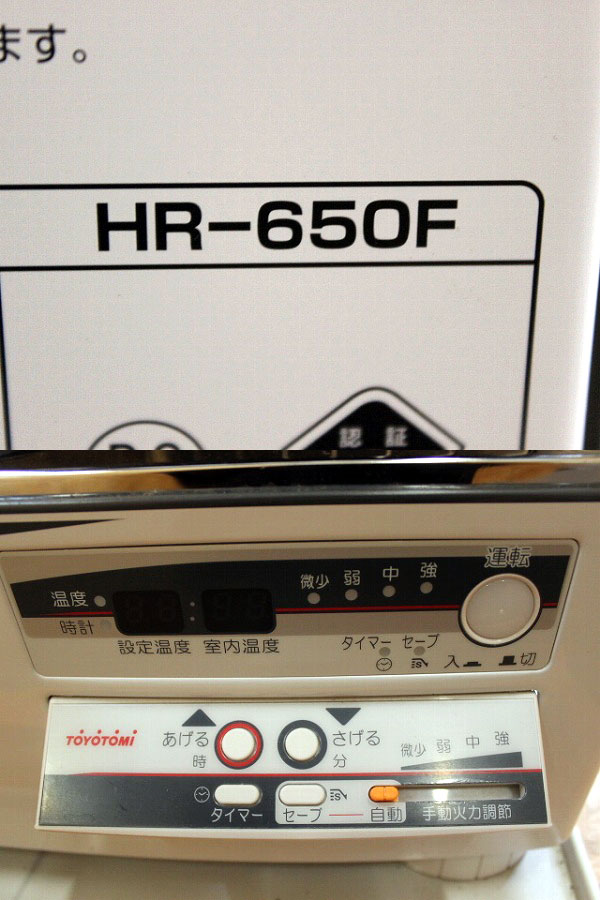 ます。
HR-650F
認 証
運転
微少 弱 中 強
温度
時計
設定温度 室内温度
タイマー セーブ
入 切
TOYOTOMI
あげる さげる
時 分
微少 弱 中 強
タイマー セーブ 自動 手動火力調節